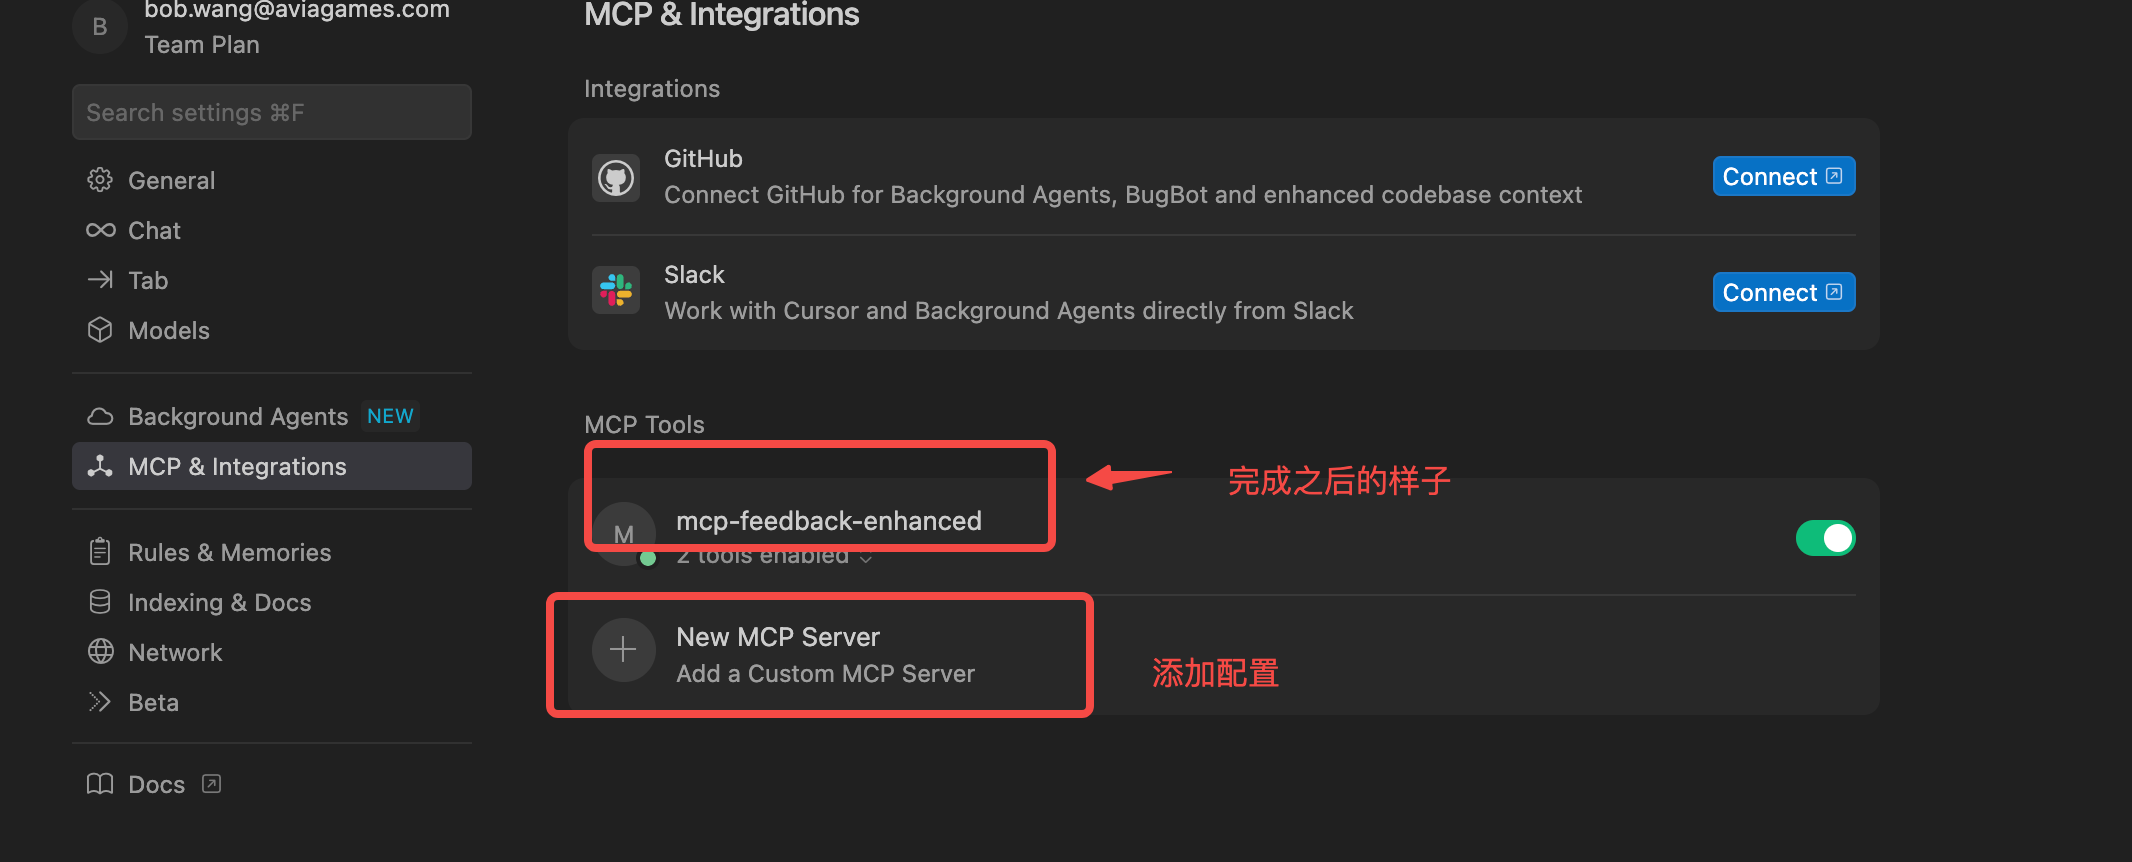 bob.wang@aviagames.com
B
Team Plan
Search settings ⌘F
General
Chat
Tab
Models
Background Agents NEW
MCP & Integrations
Rules & Memories
Indexing & Docs
Network
Beta
Docs
MCP & Integrations
Integrations
GitHub
Connect GitHub for Background Agents, BugBot and enhanced codebase context
Connect
Slack
Work with Cursor and Background Agents directly from Slack
Connect
MCP Tools
完成之后的样子
M
mcp-feedback-enhanced
2 tools enabled
New MCP Server
Add a Custom MCP Server
添加配置